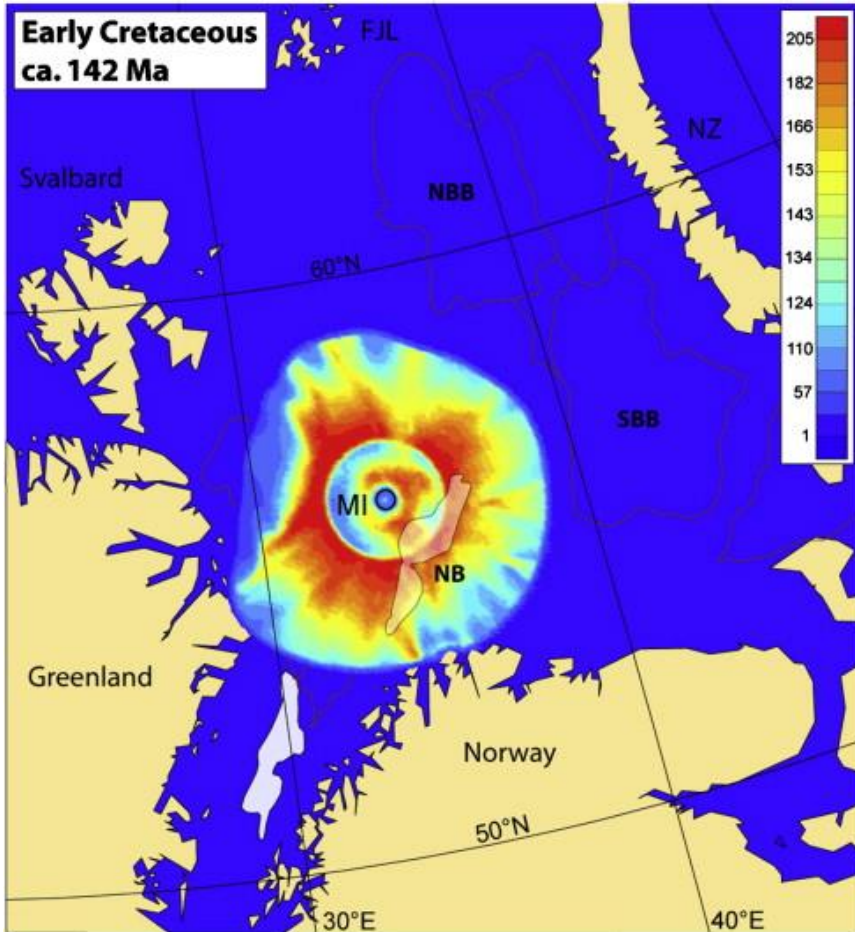 Early Cretaceous
ca. 142 Ma
FJL
205
182
166
153
143
134
124
110
57
1
NZ
Svalbard
NBB
60°N
SBB
MI
NB
Greenland
Norway
50°N
30°E
40°E